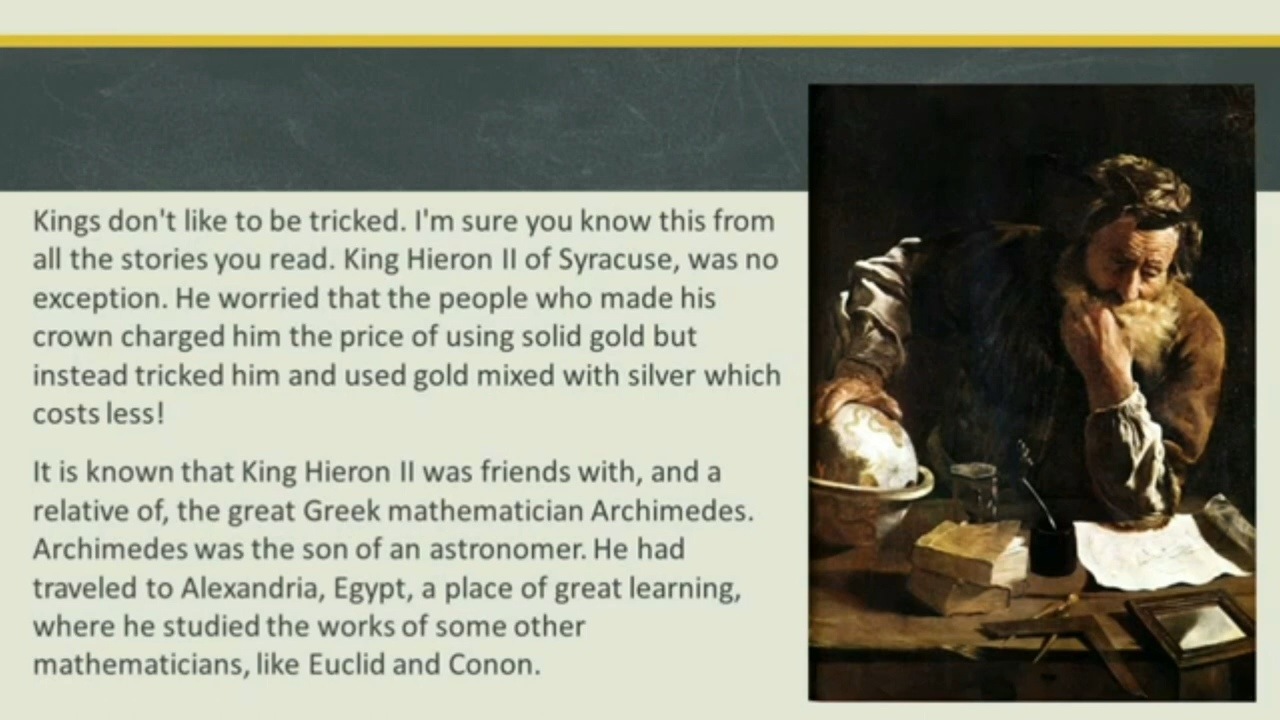 Kings don't like to be tricked. I'm sure you know this from
all the stories you read. King Hieron II of Syracuse, was no
exception. He worried that the people who made his
crown charged him the price of using solid gold but
instead tricked him and used gold mixed with silver which
costs less!
It is known that King Hieron II was friends with, and a
relative of, the great Greek mathematician Archimedes.
Archimedes was the son of an astronomer. He had
traveled to Alexandria, Egypt, a place of great learning,
where he studied the works of some other
mathematicians, like Euclid and Conon.